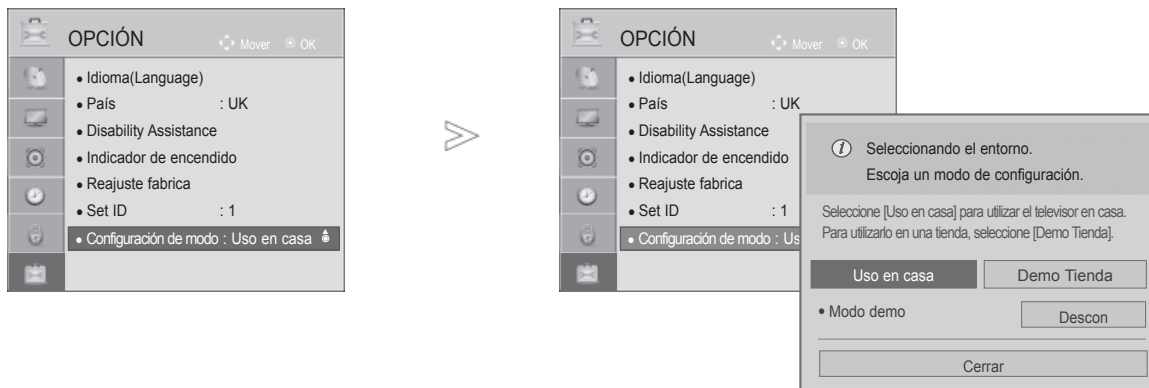 OPCIÓN Mover OK
• Idioma(Language)
• País : UK
• Disability Assistance
• Indicador de encendido
• Reajuste fabrica
• Set ID : 1
• Configuración de modo : Uso en casa
OPCIÓN Mover OK
• Idioma(Language)
• País : UK
• Disability Assistance
• Indicador de encendido
• Reajuste fabrica
• Set ID : 1
• Configuración de modo : Us
Seleccionando el entorno.
Escoja un modo de configuración.
Seleccione [Uso en casa] para utilizar el televisor en casa.
Para utilizarlo en una tienda, seleccione [Demo Tienda].
Uso en casa Demo Tienda
• Modo demo Descon
Cerrar